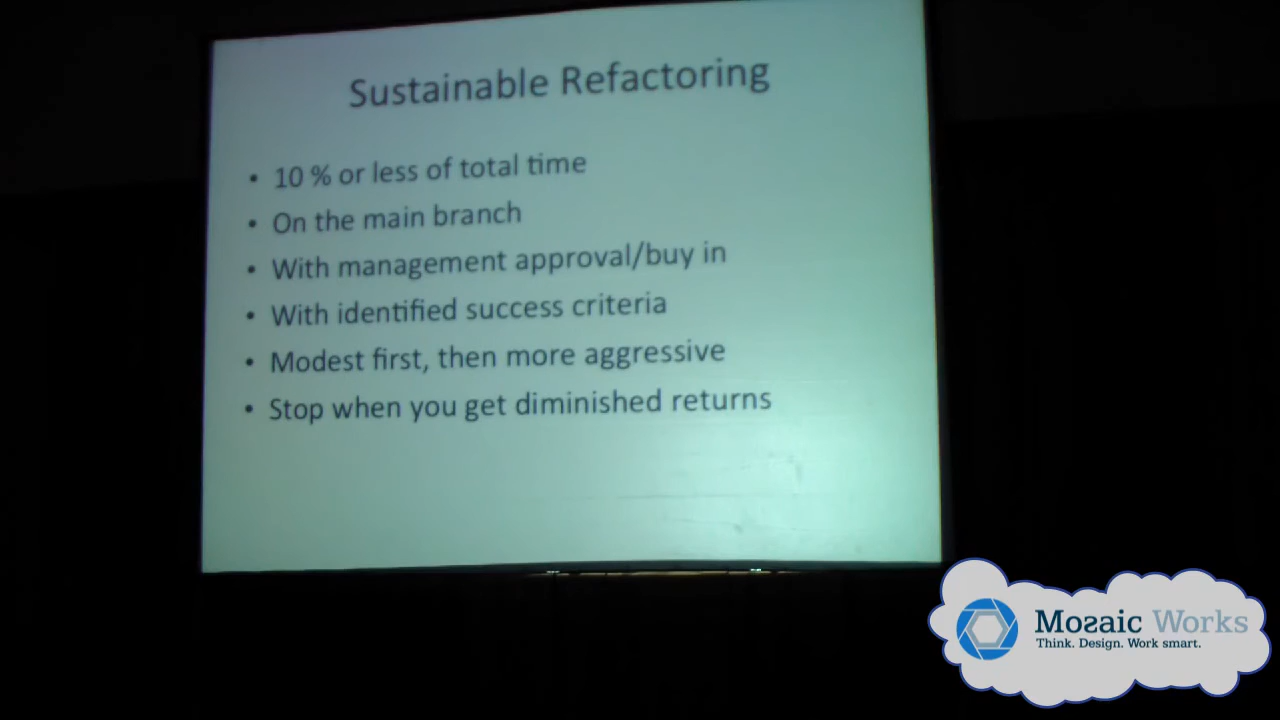 Sustainable Refactoring
• 10 % or less of total time
• On the main branch
• With management approval/buy in
• With identified success criteria
• Modest first, then more aggressive
• Stop when you get diminished returns
Mosaic Works
Think. Design. Work smart.